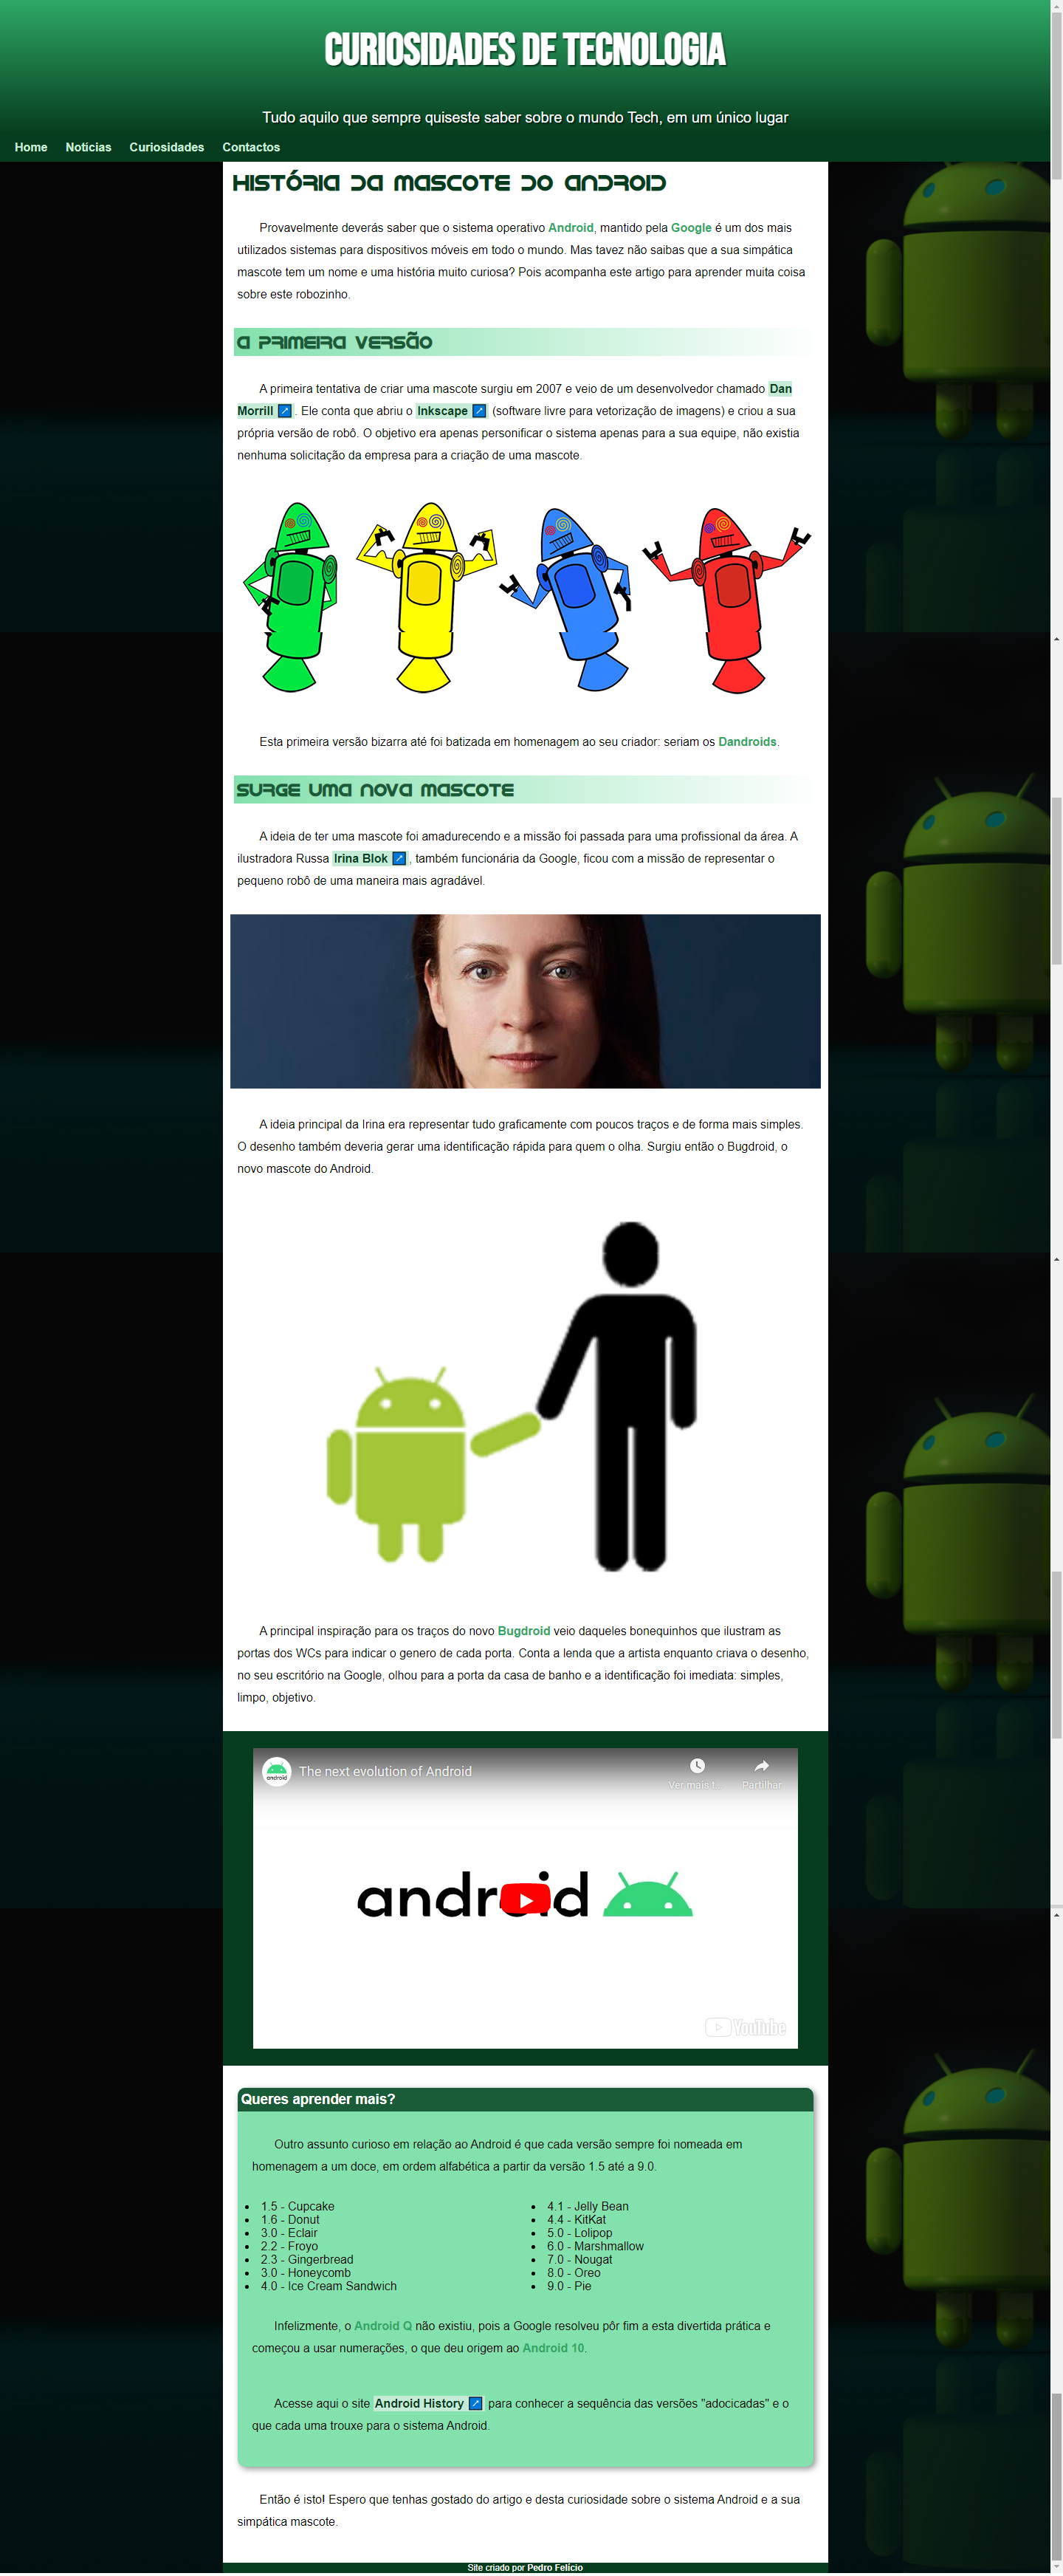 CURIOSIDADES DE TECNOLOGIA
Tudo aquilo que sempre quiseste saber sobre o mundo Tech, em um único lugar
Home Noticias Curiosidades Contactos
HISTÓRIA DA MASCOTE DO ANDROID
Provavelmente deverás saber que o sistema operativo Android, mantido pela Google é um dos mais
utilizados sistemas para dispositivos móveis em todo o mundo. Mas tavez não saibas que a sua simpática
mascote tem um nome e uma história muito curiosa? Pois acompanha este artigo para aprender muita coisa
sobre este robozinho.
A PRIMEIRA VERSÃO
A primeira tentativa de criar uma mascote surgiu em 2007 e veio de um desenvolvedor chamado Dan
Morrill ↗. Ele conta que abriu o Inkscape ↗ (software livre para vetorização de imagens) e criou a sua
própria versão de robô. O objetivo era apenas personificar o sistema apenas para a sua equipe, não existia
nenhuma solicitação da empresa para a criação de uma mascote.
Esta primeira versão bizarra até foi batizada em homenagem ao seu criador: seriam os Dandroids.
SURGE UMA NOVA MASCOTE
A ideia de ter uma mascote foi amadurecendo e a missão foi passada para uma profissional da área. A
ilustradora Russa Irina Blok ↗, também funcionária da Google, ficou com a missão de representar o
pequeno robô de uma maneira mais agradável.
A ideia principal da Irina era representar tudo graficamente com poucos traços e de forma mais simples.
O desenho também deveria gerar uma identificação rápida para quem o olha. Surgiu então o Bugdroid, o
novo mascote do Android.
A principal inspiração para os traços do novo Bugdroid veio daqueles bonequinhos que ilustram as
portas dos WCs para indicar o genero de cada porta. Conta a lenda que a artista enquanto criava o desenho,
no seu escritório na Google, olhou para a porta da casa de banho e a identificação foi imediata: simples,
limpo, objetivo.
android
The next evolution of Android
Ver mais t... Partilhar
android
YouTube
Queres aprender mais?
Outro assunto curioso em relação ao Android é que cada versão sempre foi nomeada em
homenagem a um doce, em ordem alfabética a partir da versão 1.5 até a 9.0.
• 1.5 - Cupcake
• 1.6 - Donut
• 3.0 - Eclair
• 2.2 - Froyo
• 2.3 - Gingerbread
• 3.0 - Honeycomb
• 4.0 - Ice Cream Sandwich
• 4.1 - Jelly Bean
• 4.4 - KitKat
• 5.0 - Lolipop
• 6.0 - Marshmallow
• 7.0 - Nougat
• 8.0 - Oreo
• 9.0 - Pie
Infelizmente, o Android Q não existiu, pois a Google resolveu pôr fim a esta divertida prática e
começou a usar numerações, o que deu origem ao Android 10.
Acesse aqui o site Android History ↗ para conhecer a sequência das versões "adocicadas" e o
que cada uma trouxe para o sistema Android.
Então é isto! Espero que tenhas gostado do artigo e desta curiosidade sobre o sistema Android e a sua
simpática mascote.
Site criado por Pedro Felício